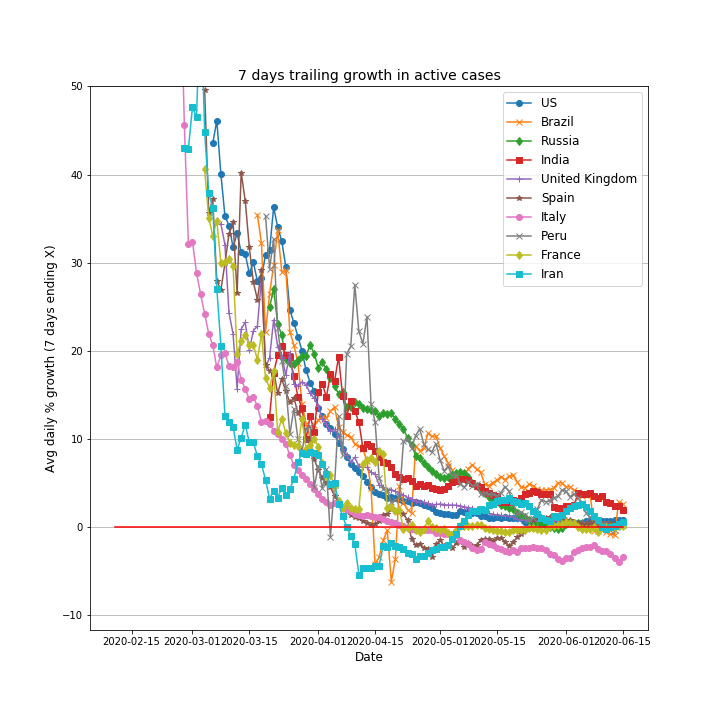 7 days trailing growth in active cases
Avg daily % growth (7 days ending X)
50
40
30
20
10
0
−10
US
Brazil
Russia
India
United Kingdom
Spain
Italy
Peru
France
Iran
2020-02-15 2020-03-01 2020-03-15 2020-04-01 2020-04-15 2020-05-01 2020-05-15 2020-06-01 2020-06-15
Date